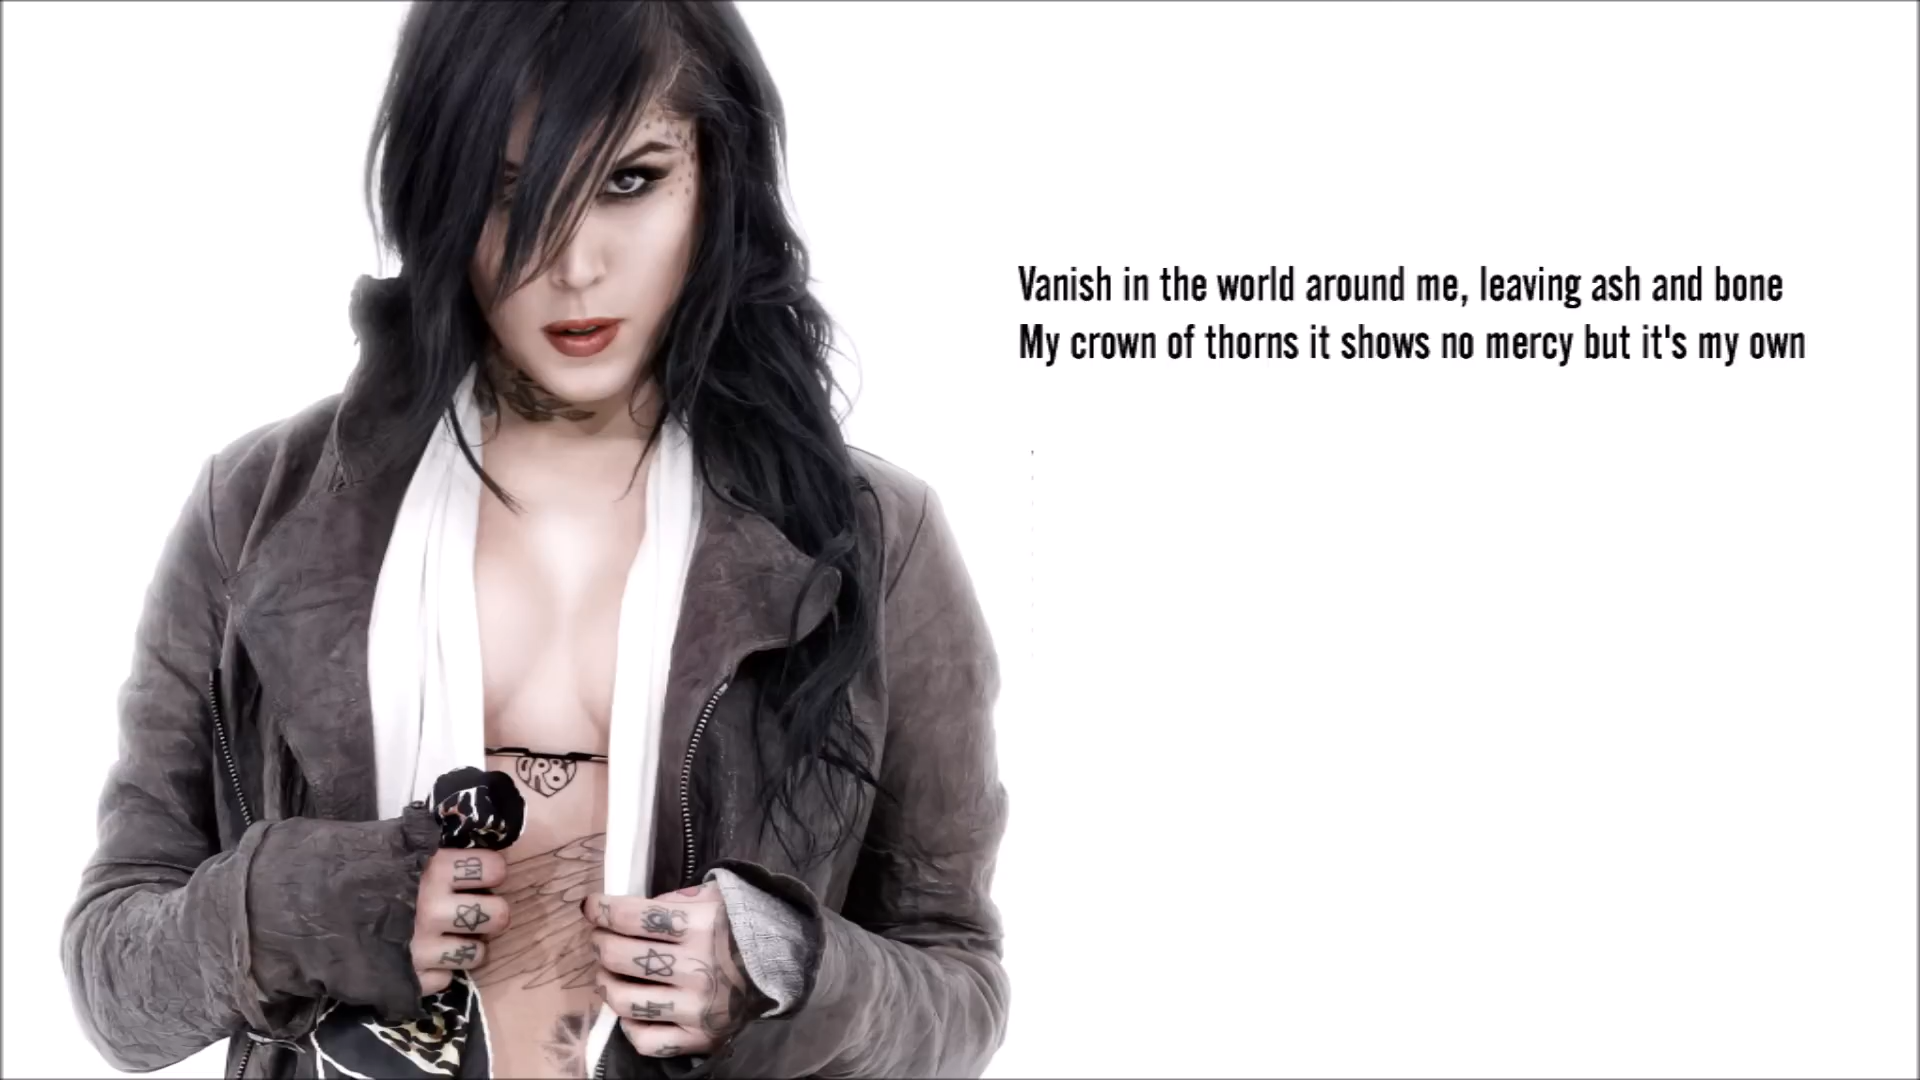 Vanish in the world around me, leaving ash and bone
My crown of thorns it shows no mercy but it's my own